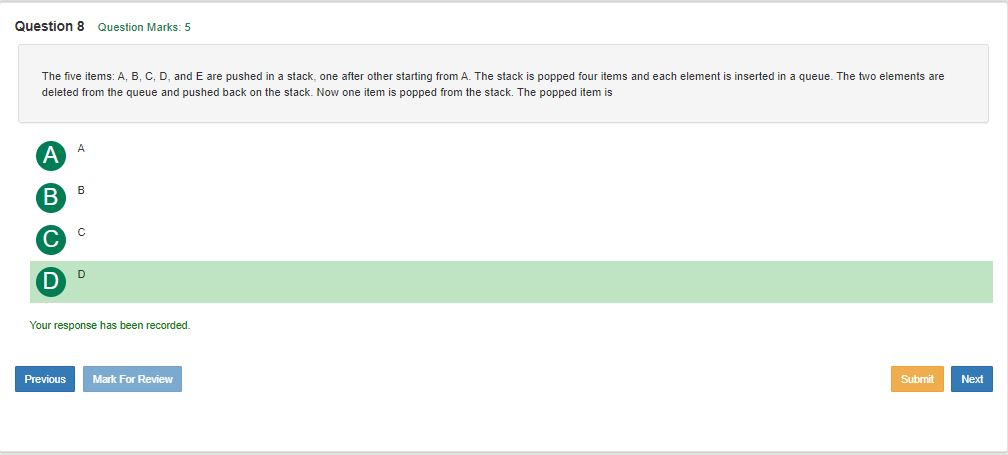 Question 8 Question Marks: 5
The five items: A, B, C, D, and E are pushed in a stack, one after other starting from A. The stack is popped four items and each element is inserted in a queue. The two elements are
deleted from the queue and pushed back on the stack. Now one item is popped from the stack. The popped item is
A A
B B
C C
D D
Your response has been recorded.
Previous Mark For Review Submit Next